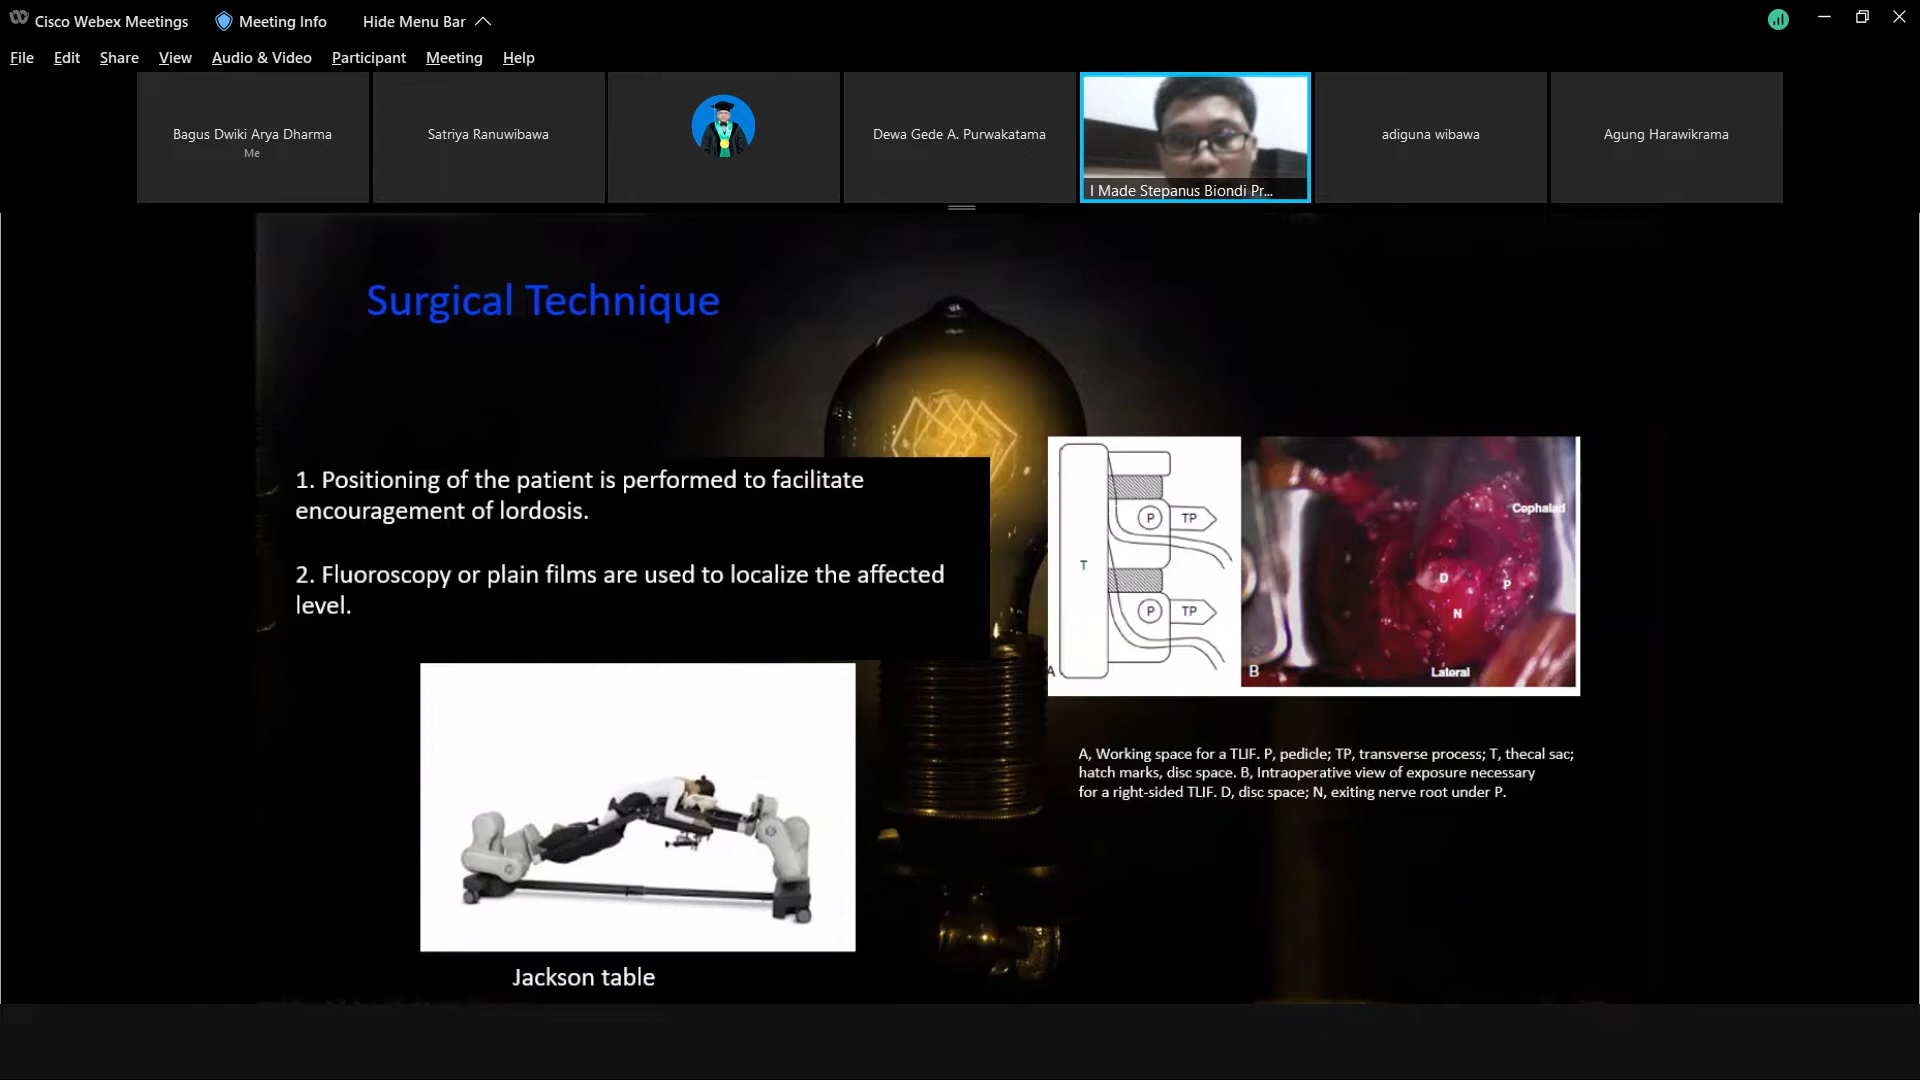 Cisco Webex Meetings
Meeting Info
Hide Menu Bar
File Edit Share View Audio & Video Participant Meeting Help
Bagus Dwiki Arya Dharma
Me
Satriya Ranuwibawa
Dewa Gede A. Purwakatama
I Made Stepanus Biondi Pr...
adiguna wibawa
Agung Harawikrama
Surgical Technique
1. Positioning of the patient is performed to facilitate
encouragement of lordosis.
2. Fluoroscopy or plain films are used to localize the affected
level.
Jackson table
T
P
TP
P
TP
A
Cephalad
D
P
N
B
Lateral
A, Working space for a TLIF. P, pedicle; TP, transverse process; T, thecal sac;
hatch marks, disc space. B, Intraoperative view of exposure necessary
for a right-sided TLIF. D, disc space; N, exiting nerve root under P.